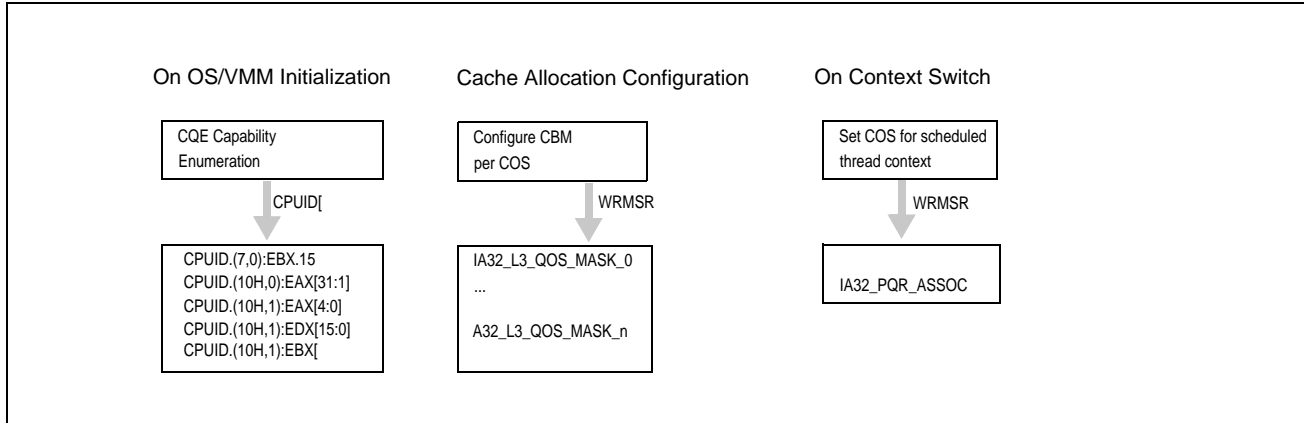 On OS/VMM Initialization
CQE Capability
Enumeration
CPUID[
CPUID.(7,0):EBX.15
CPUID.(10H,0):EAX[31:1]
CPUID.(10H,1):EAX[4:0]
CPUID.(10H,1):EDX[15:0]
CPUID.(10H,1):EBX[
Cache Allocation Configuration
Configure CBM
per COS
WRMSR
IA32_L3_QOS_MASK_0
...
A32_L3_QOS_MASK_n
On Context Switch
Set COS for scheduled
thread context
WRMSR
IA32_PQR_ASSOC